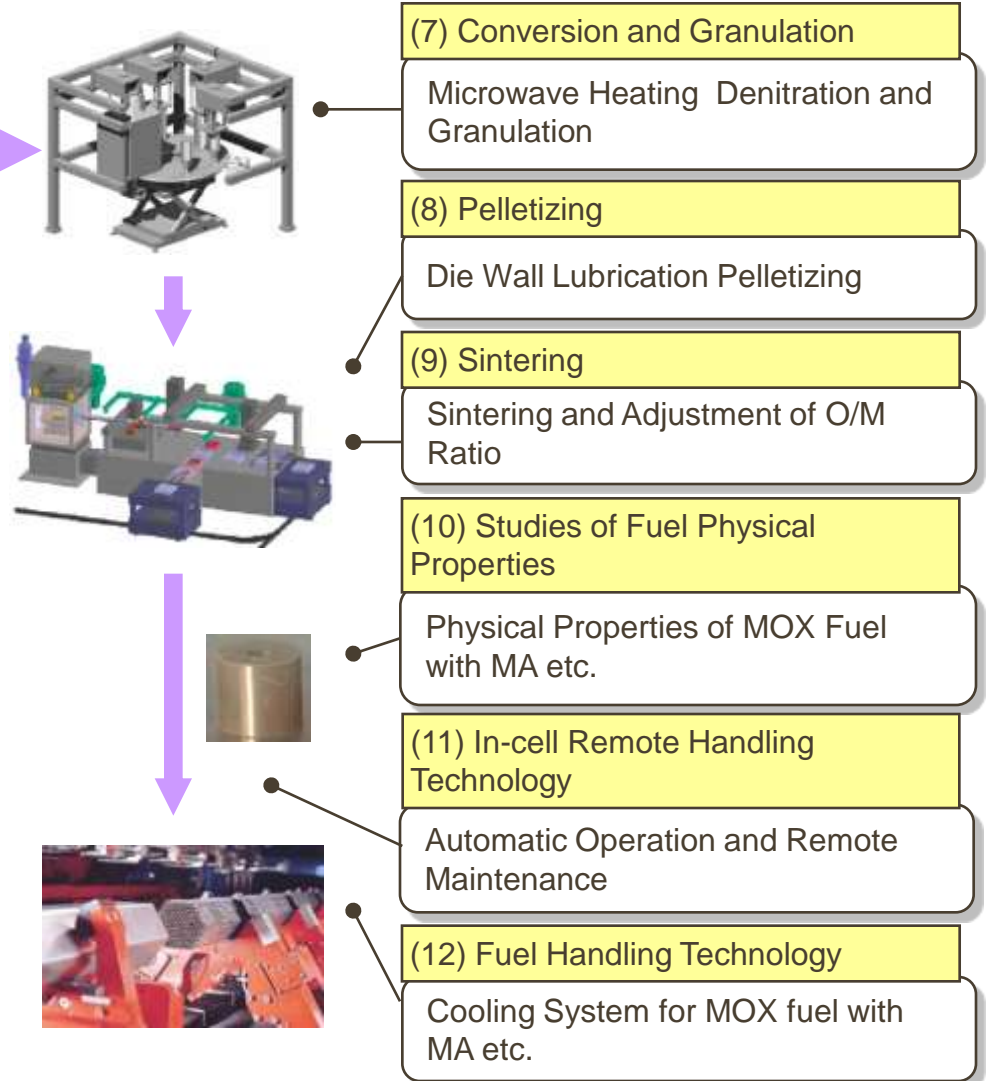 (7) Conversion and Granulation
Microwave Heating  Denitration and
Granulation
(8) Pelletizing
Die Wall Lubrication Pelletizing
(9) Sintering
Sintering and Adjustment of O/M
Ratio
(10) Studies of Fuel Physical
Properties
Physical Properties of MOX Fuel
with MA etc.
(11) In-cell Remote Handling
Technology
Automatic Operation and Remote
Maintenance
(12) Fuel Handling Technology
Cooling System for MOX fuel with
MA etc.